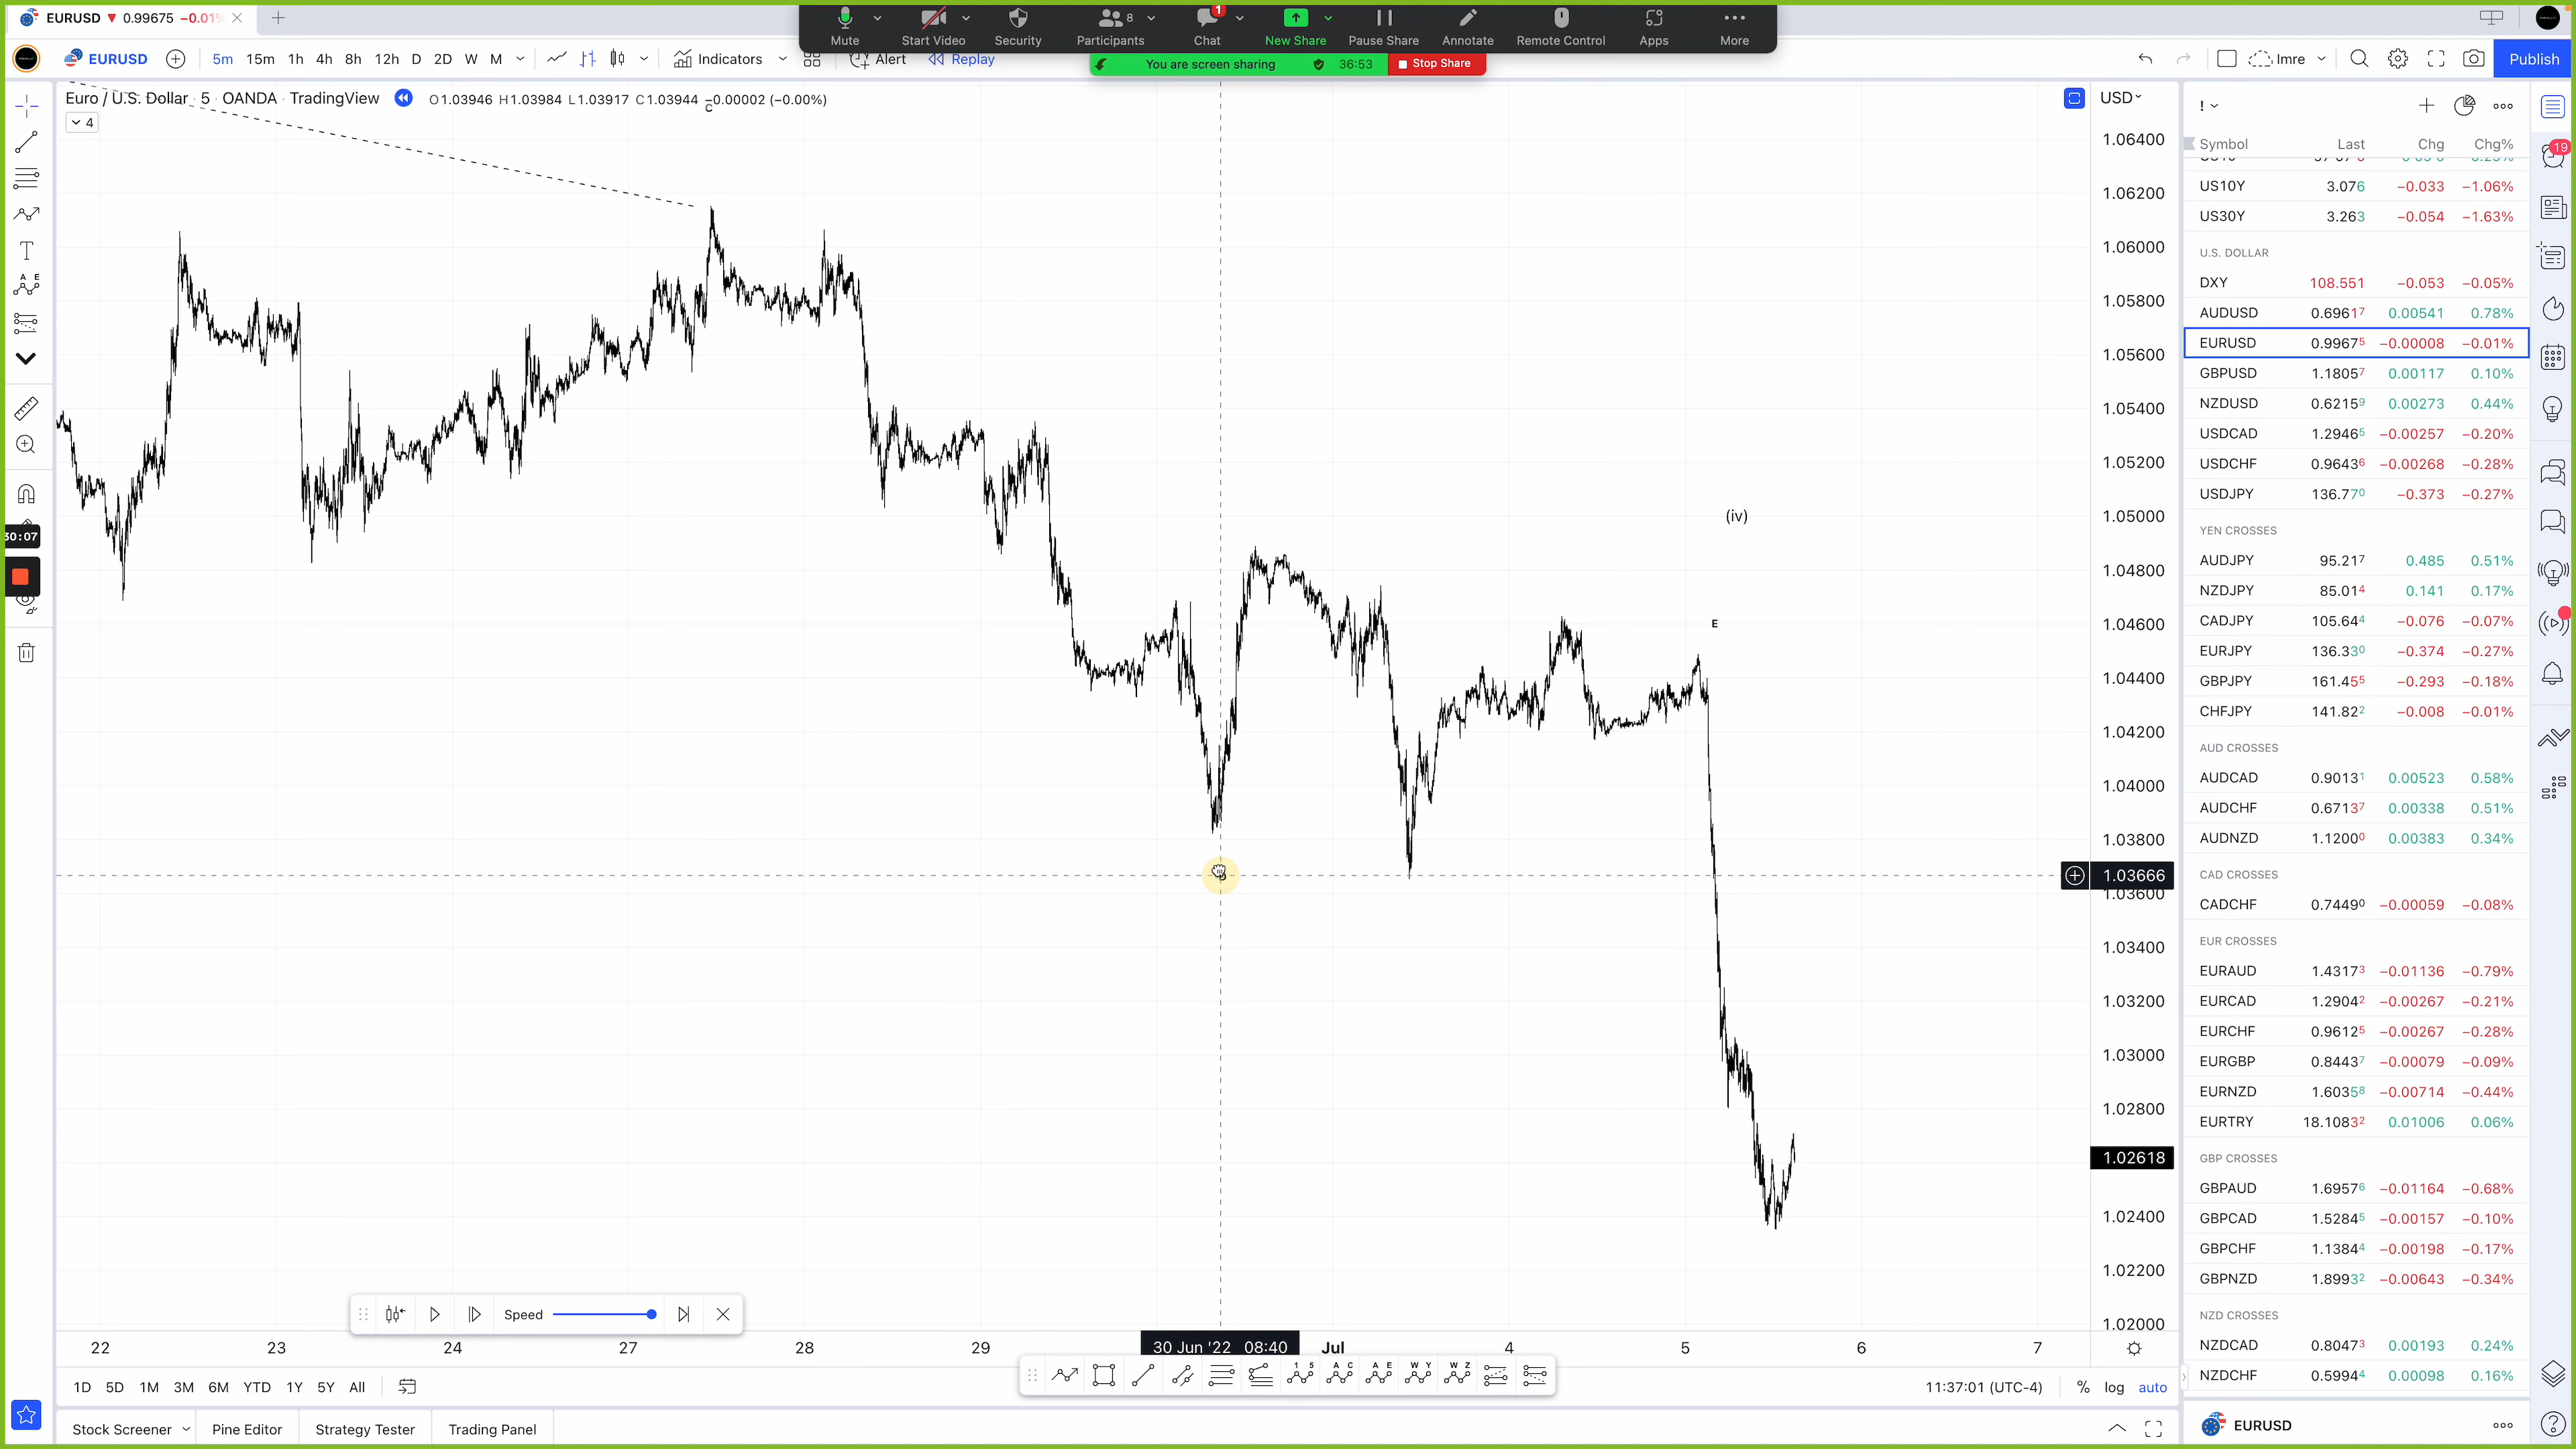 EURUSD ▼ 0.99675 −0.01%
Mute
Start Video
Security
8
Participants
1
Chat
New Share
Pause Share
Annotate
Remote Control
Apps
More
You are screen sharing 36:53 Stop Share
EURUSD 5m 15m 1h 4h 8h 12h D 2D W M Indicators Alert Replay Imre Publish
Euro / U.S. Dollar · 5 · OANDA · TradingView O1.03946 H1.03984 L1.03917 C1.03944 −0.00002 (−0.00%)
C
4
USD
1.06400
1.06200
1.06000
1.05800
1.05600
1.05400
1.05200
1.05000
1.04800
1.04600
1.04400
1.04200
1.04000
1.03800
1.03666
1.03600
1.03400
1.03200
1.03000
1.02800
1.02618
1.02400
1.02200
1.02000
(iv)
E
A E
30:07
Speed
22 23 24 27 28 29 30 Jun '22 08:40 Jul 4 5 6 7
1 5 A C A E W Y W Z
1D 5D 1M 3M 6M YTD 1Y 5Y All
11:37:01 (UTC-4) % log auto
Stock Screener Pine Editor Strategy Tester Trading Panel
!
19
Symbol Last Chg Chg%
US10Y 3.076 −0.033 −1.06%
US30Y 3.263 −0.054 −1.63%
U.S. DOLLAR
DXY 108.551 −0.053 −0.05%
AUDUSD 0.69617 0.00541 0.78%
EURUSD 0.99675 −0.00008 −0.01%
GBPUSD 1.18057 0.00117 0.10%
NZDUSD 0.62159 0.00273 0.44%
USDCAD 1.29465 −0.00257 −0.20%
USDCHF 0.96436 −0.00268 −0.28%
USDJPY 136.770 −0.373 −0.27%
YEN CROSSES
AUDJPY 95.217 0.485 0.51%
NZDJPY 85.014 0.141 0.17%
CADJPY 105.644 −0.076 −0.07%
EURJPY 136.330 −0.374 −0.27%
GBPJPY 161.455 −0.293 −0.18%
CHFJPY 141.822 −0.008 −0.01%
AUD CROSSES
AUDCAD 0.90131 0.00523 0.58%
AUDCHF 0.67137 0.00338 0.51%
AUDNZD 1.12000 0.00383 0.34%
CAD CROSSES
CADCHF 0.74490 −0.00059 −0.08%
EUR CROSSES
EURAUD 1.43173 −0.01136 −0.79%
EURCAD 1.29042 −0.00267 −0.21%
EURCHF 0.96125 −0.00267 −0.28%
EURGBP 0.84437 −0.00079 −0.09%
EURNZD 1.60358 −0.00714 −0.44%
EURTRY 18.10832 0.01006 0.06%
GBP CROSSES
GBPAUD 1.69576 −0.01164 −0.68%
GBPCAD 1.52845 −0.00157 −0.10%
GBPCHF 1.13844 −0.00198 −0.17%
GBPNZD 1.89932 −0.00643 −0.34%
NZD CROSSES
NZDCAD 0.80473 0.00193 0.24%
NZDCHF 0.59944 0.00098 0.16%
EURUSD